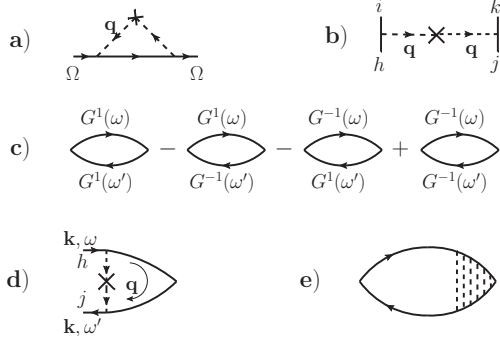 a)
q
Ω
Ω
b)
i
k
q
q
h
j
c)
G¹(ω) G¹(ω) G⁻¹(ω) G⁻¹(ω)
− − +
G¹(ω') G⁻¹(ω') G¹(ω') G⁻¹(ω')
d)
k, ω
h
q
j
k, ω'
e)